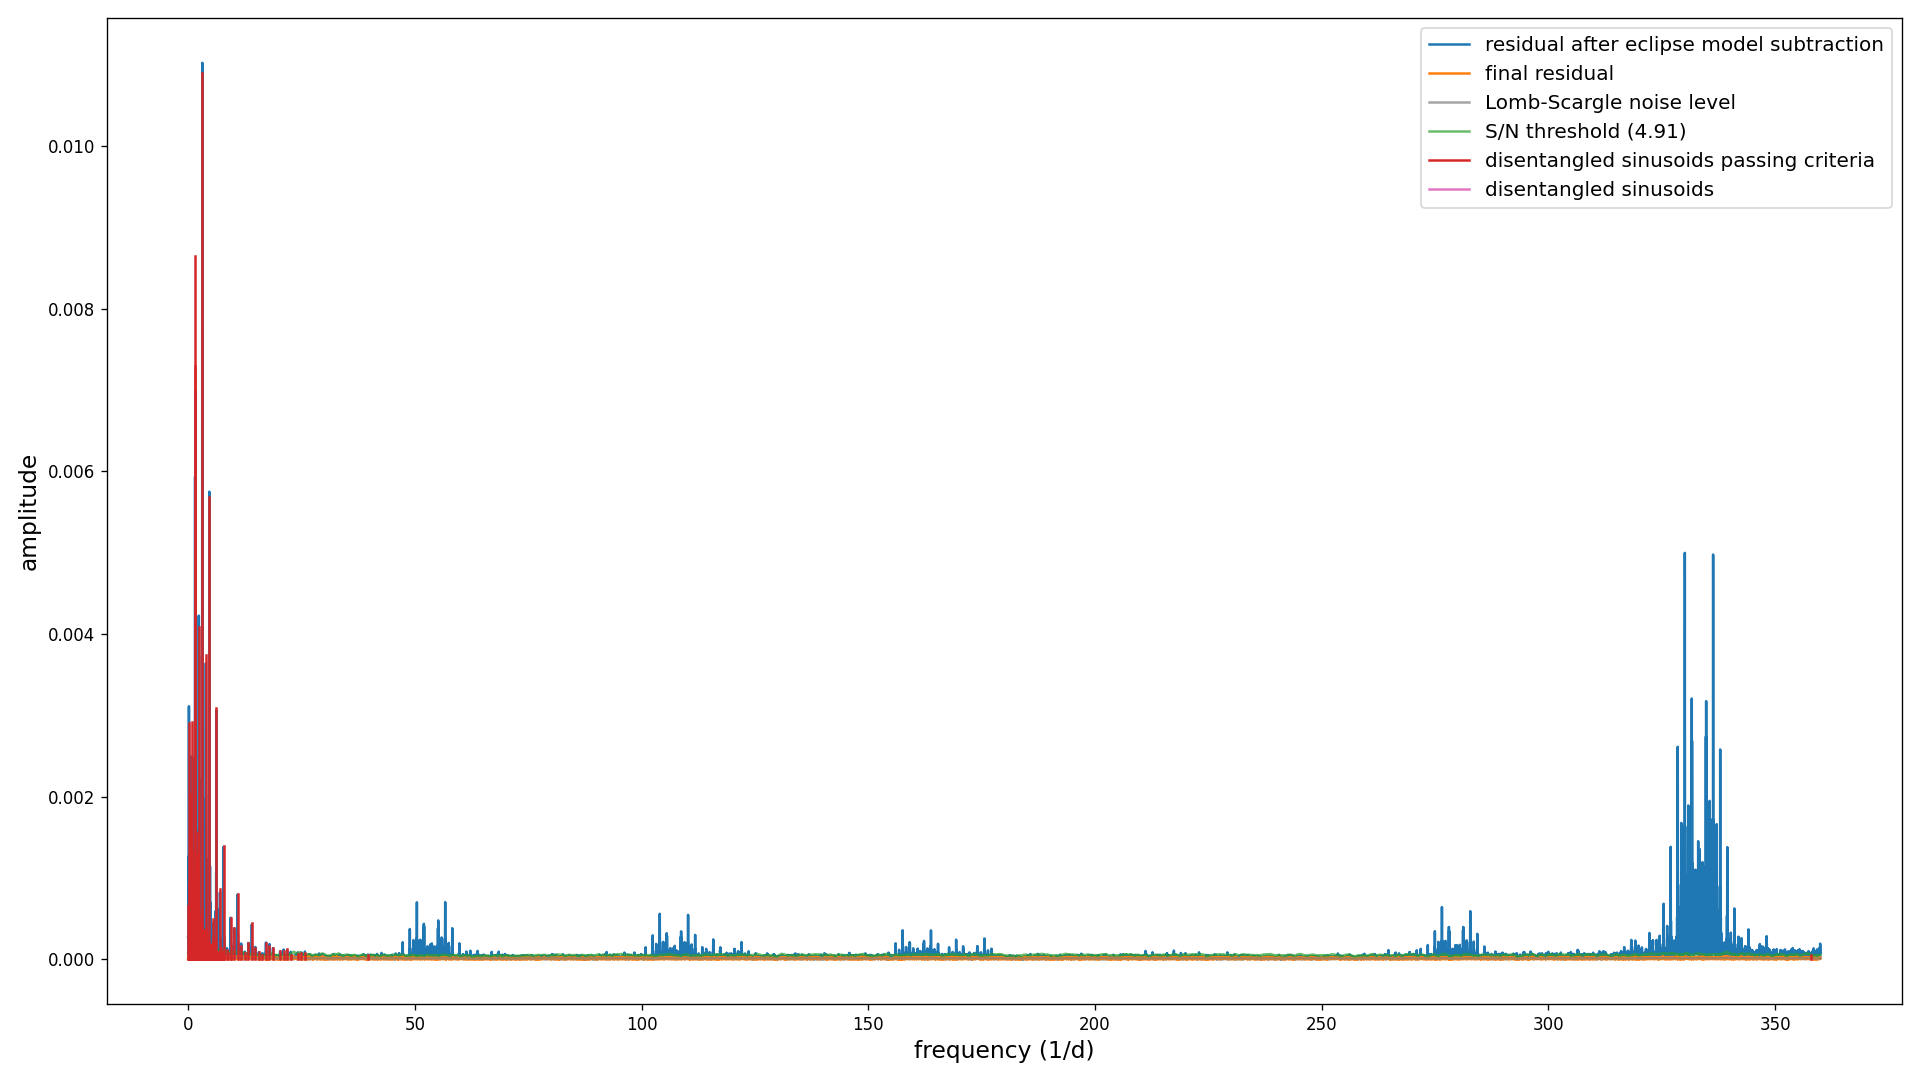 residual after eclipse model subtraction
final residual
Lomb-Scargle noise level
S/N threshold (4.91)
disentangled sinusoids passing criteria
disentangled sinusoids
0.010
0.008
0.006
0.004
0.002
0.000
amplitude
0 50 100 150 200 250 300 350
frequency (1/d)